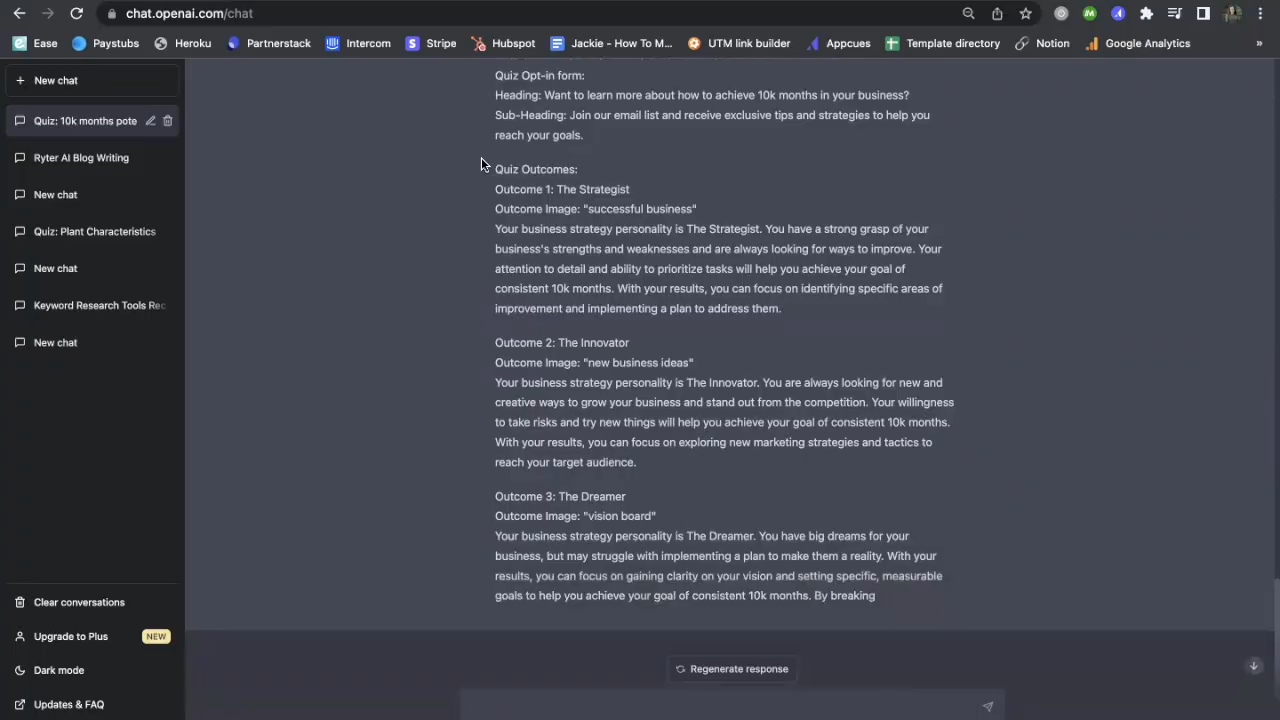 chat.openai.com/chat
Ease Paystubs Heroku Partnerstack Intercom Stripe Hubspot Jackie - How To M... UTM link builder Appcues Template directory Notion Google Analytics »
+ New chat
Quiz: 10k months pote
Ryter AI Blog Writing
New chat
Quiz: Plant Characteristics
New chat
Keyword Research Tools Rec
New chat
Clear conversations
Upgrade to Plus NEW
Dark mode
Updates & FAQ
Quiz Opt-in form:
Heading: Want to learn more about how to achieve 10k months in your business?
Sub-Heading: Join our email list and receive exclusive tips and strategies to help you
reach your goals.
Quiz Outcomes:
Outcome 1: The Strategist
Outcome Image: "successful business"
Your business strategy personality is The Strategist. You have a strong grasp of your
business's strengths and weaknesses and are always looking for ways to improve. Your
attention to detail and ability to prioritize tasks will help you achieve your goal of
consistent 10k months. With your results, you can focus on identifying specific areas of
improvement and implementing a plan to address them.
Outcome 2: The Innovator
Outcome Image: "new business ideas"
Your business strategy personality is The Innovator. You are always looking for new and
creative ways to grow your business and stand out from the competition. Your willingness
to take risks and try new things will help you achieve your goal of consistent 10k months.
With your results, you can focus on exploring new marketing strategies and tactics to
reach your target audience.
Outcome 3: The Dreamer
Outcome Image: "vision board"
Your business strategy personality is The Dreamer. You have big dreams for your
business, but may struggle with implementing a plan to make them a reality. With your
results, you can focus on gaining clarity on your vision and setting specific, measurable
goals to help you achieve your goal of consistent 10k months. By breaking
Regenerate response